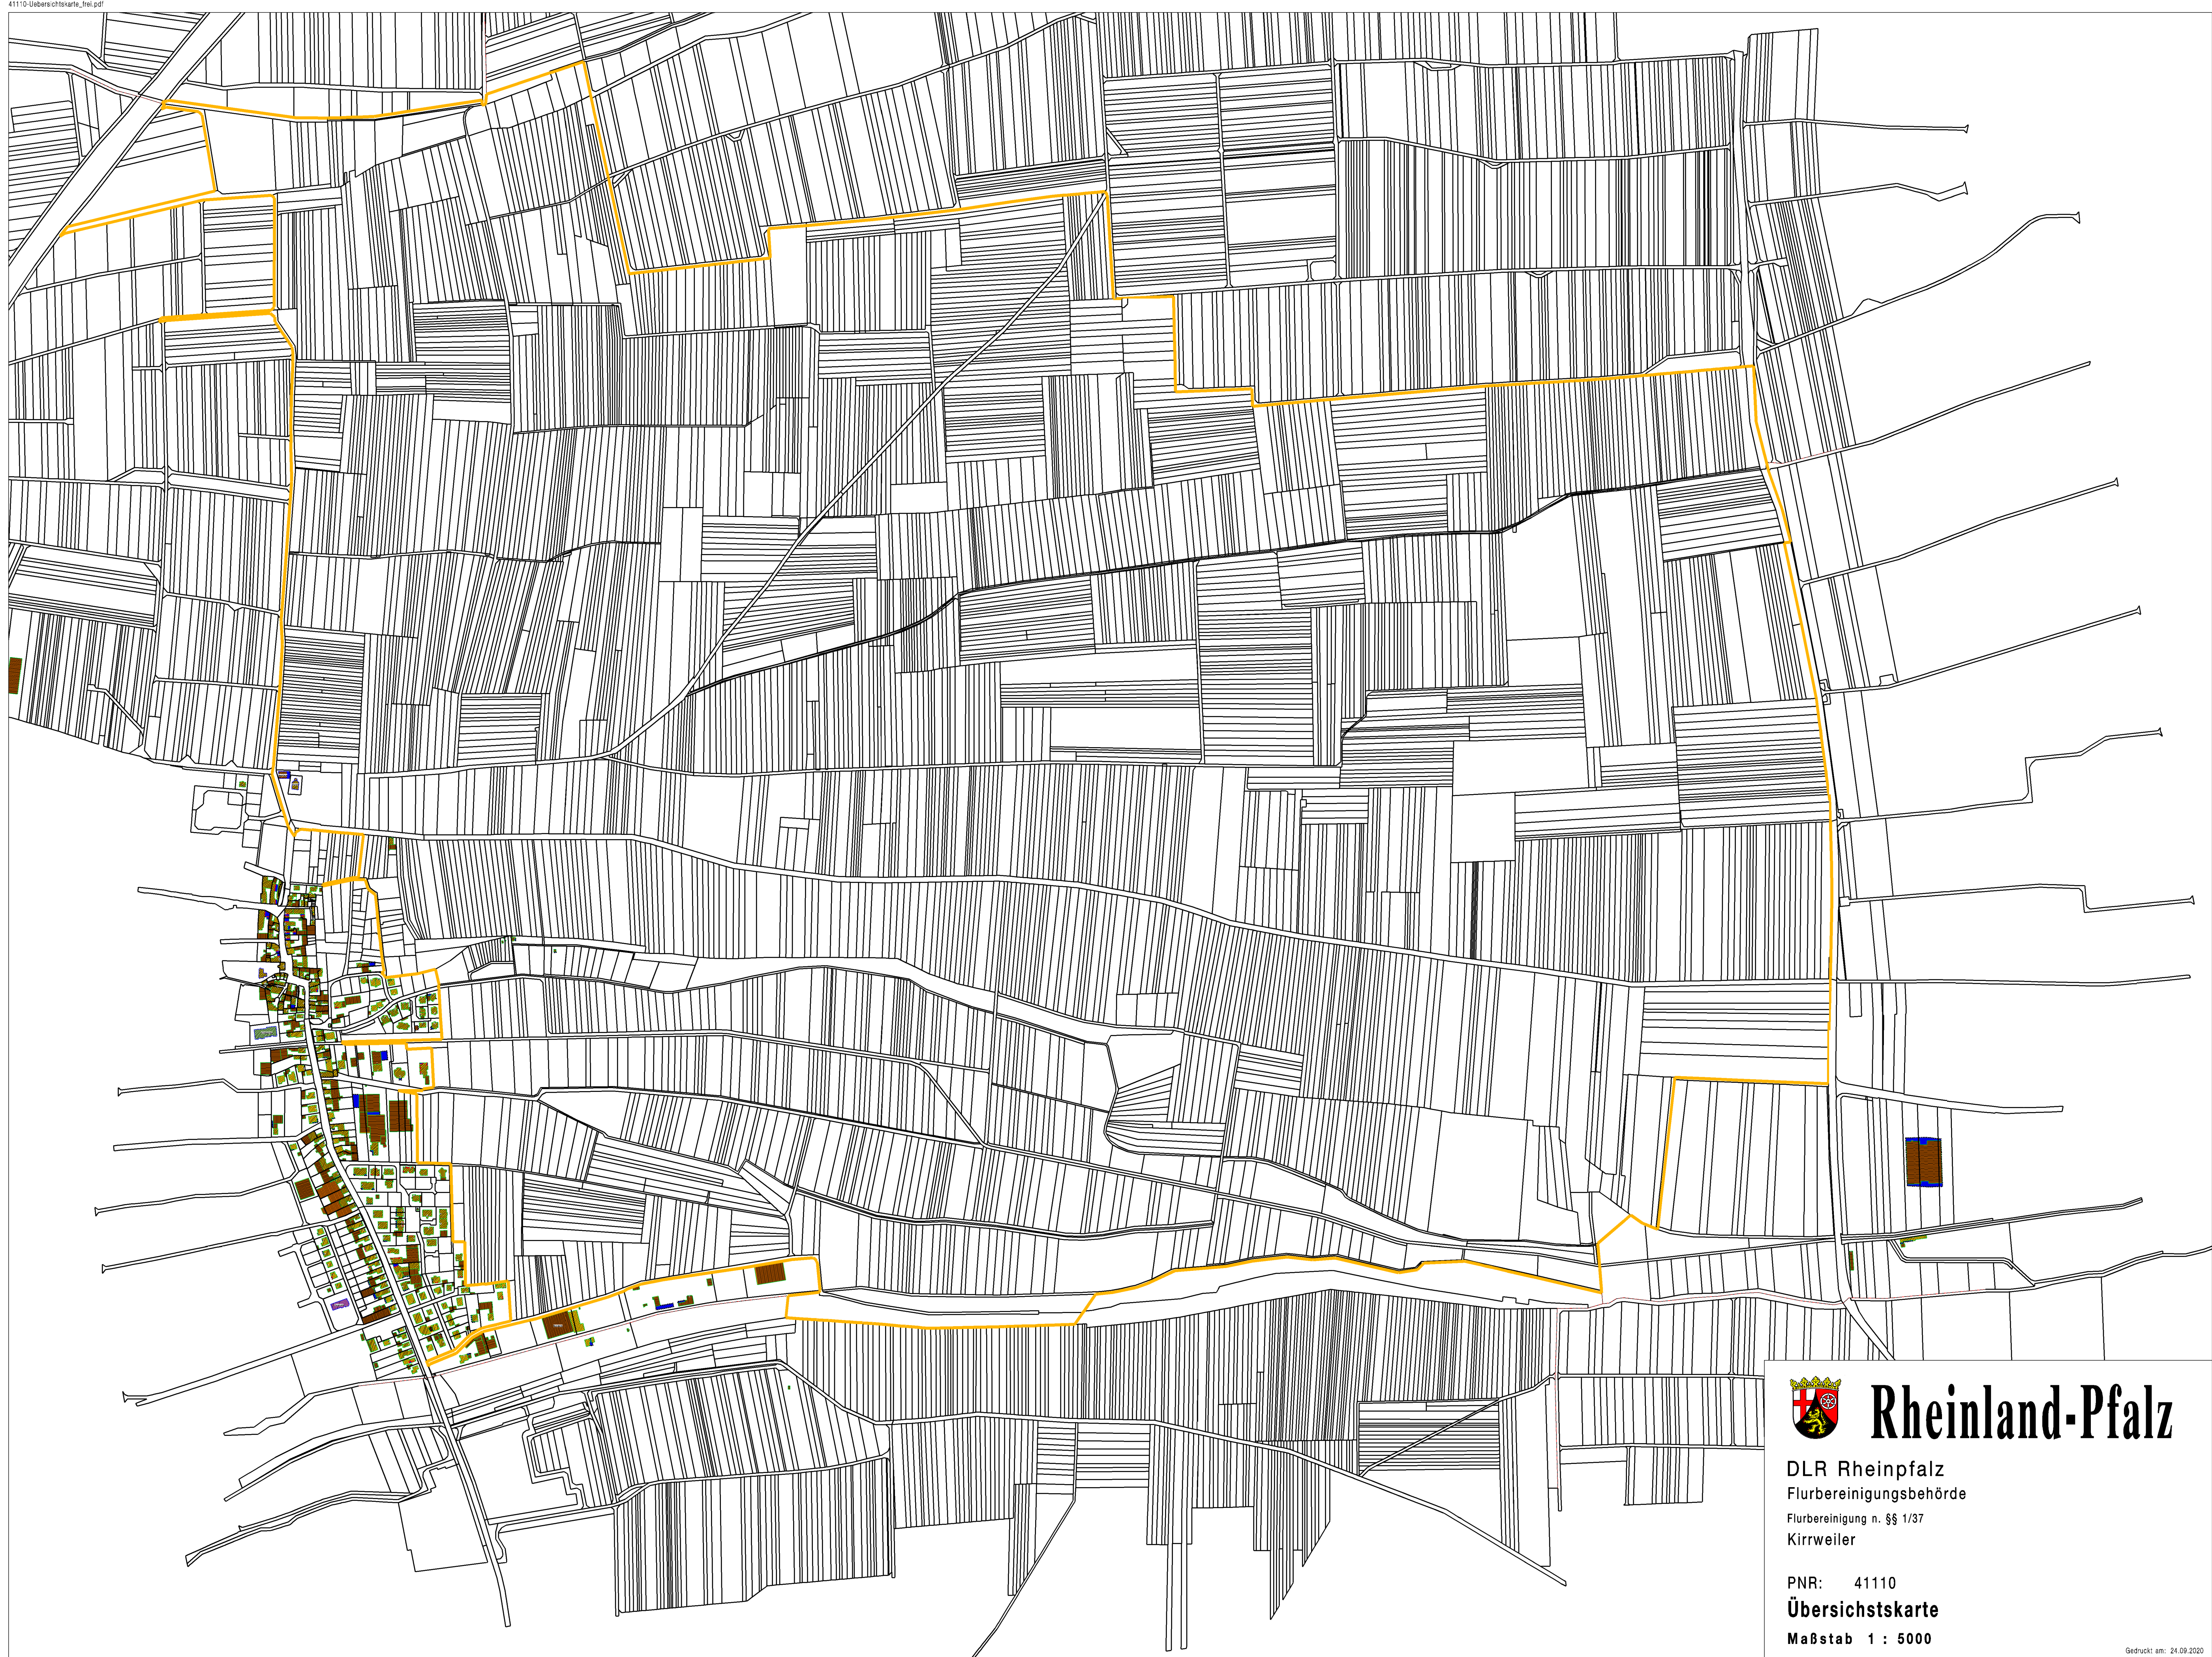 41110-Uebersichtskarte_frei.pdf
Rheinland-Pfalz
DLR Rheinpfalz
Flurbereinigungsbehörde
Flurbereinigung n. §§ 1/37
Kirrweiler
PNR: 41110
Übersichstskarte
Maßstab 1 : 5000
Gedruckt am: 24.09.2020